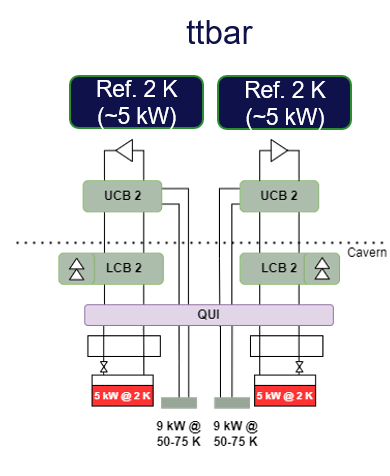 ttbar
Ref. 2 K
(~5 kW)
Ref. 2 K
(~5 kW)
UCB 2
UCB 2
Cavern
LCB 2
LCB 2
QUI
5 kW @ 2 K
5 kW @ 2 K
9 kW @
50-75 K
9 kW @
50-75 K